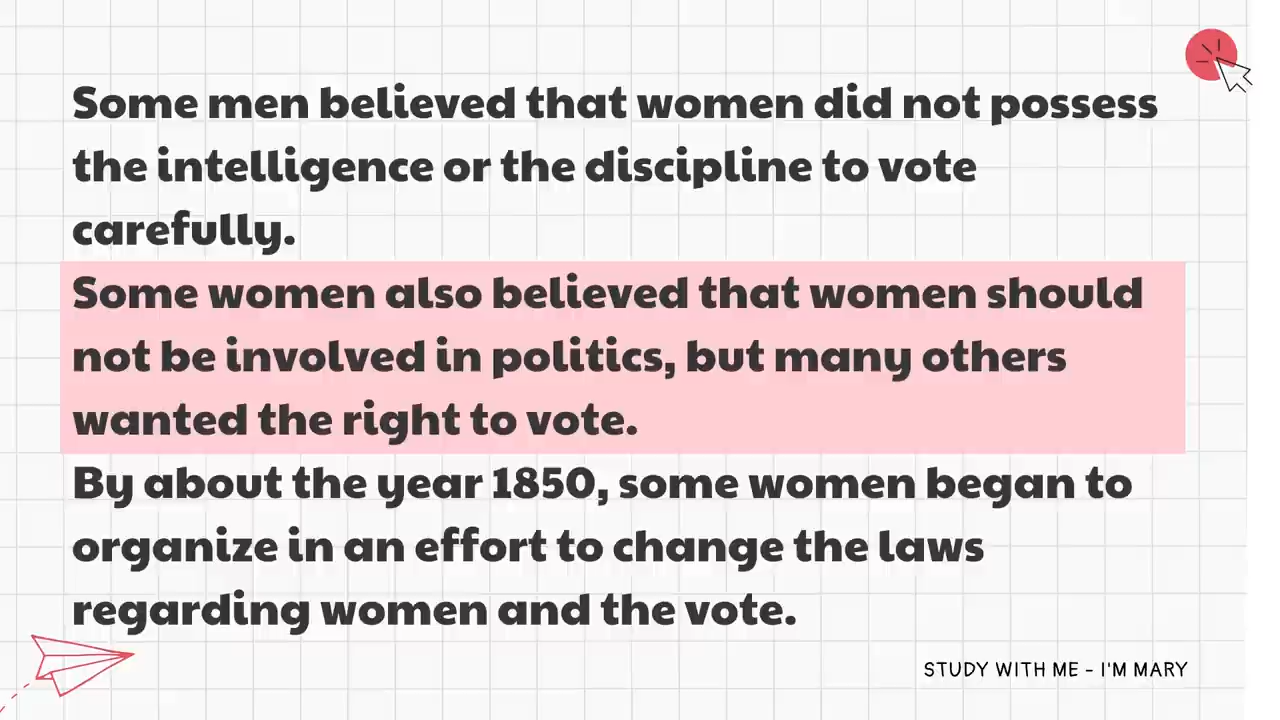 Some men believed that women did not possess
the intelligence or the discipline to vote
carefully.
Some women also believed that women should
not be involved in politics, but many others
wanted the right to vote.
By about the year 1850, some women began to
organize in an effort to change the laws
regarding women and the vote.
STUDY WITH ME - I'M MARY